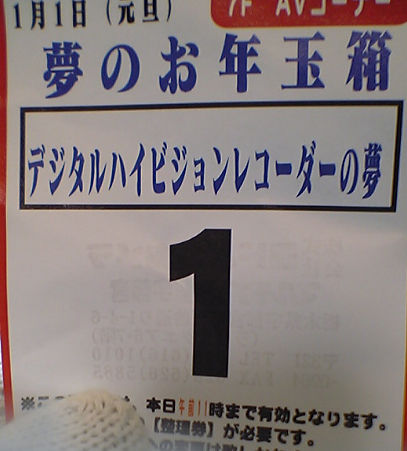 1月1日(元旦)
7F AVコーナー
夢のお年玉箱
デジタルハイビジョンレコーダーの夢
1
本日午前11時まで有効となります。
【整理券】が必要です。